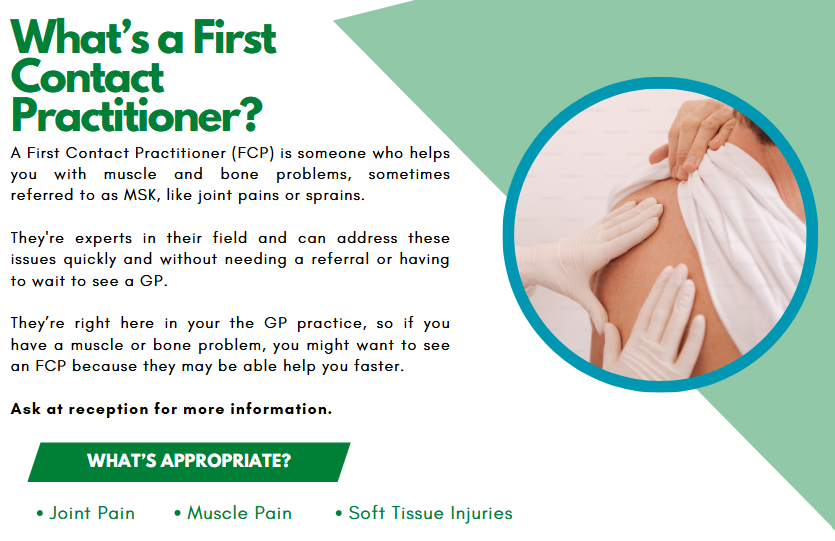 What's a First
Contact
Practitioner?
A First Contact Practitioner (FCP) is someone who helps
you with muscle and bone problems, sometimes
referred to as MSK, like joint pains or sprains.
They're experts in their field and can address these
issues quickly and without needing a referral or having
to wait to see a GP.
They're right here in your the GP practice, so if you
have a muscle or bone problem, you might want to see
an FCP because they may be able help you faster.
Ask at reception for more information.
WHAT'S APPROPRIATE?
• Joint Pain • Muscle Pain • Soft Tissue Injuries